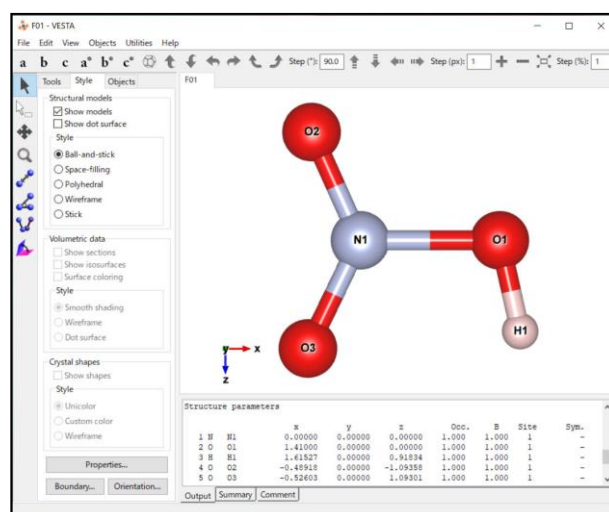 F01 - VESTA
File Edit View Objects Utilities Help
a b c a* b* c* Step (°): 90.0 Step (px): 1 Step (%): 1
Tools Style Objects
F01
Structural models
Show models
Show dot surface
Style
Ball-and-stick
Space-filling
Polyhedral
Wireframe
Stick
Volumetric data
Show sections
Show isosurfaces
Surface coloring
Style
Smooth shading
Wireframe
Dot surface
Crystal shapes
Show shapes
Style
Unicolor
Custom color
Wireframe
Properties...
Boundary... Orientation...
O2
N1 O1
H1
O3
y x
z
Structure parameters
x y z Occ. B Site Sym.
1 N N1 0.00000 0.00000 0.00000 1.000 1.000 1 -
2 O O1 1.41000 0.00000 0.00000 1.000 1.000 1 -
3 H H1 1.61527 0.00000 0.91834 1.000 1.000 1 -
4 O O2 -0.48918 0.00000 -1.09358 1.000 1.000 1 -
5 O O3 -0.52603 0.00000 1.09301 1.000 1.000 1 -
Output Summary Comment